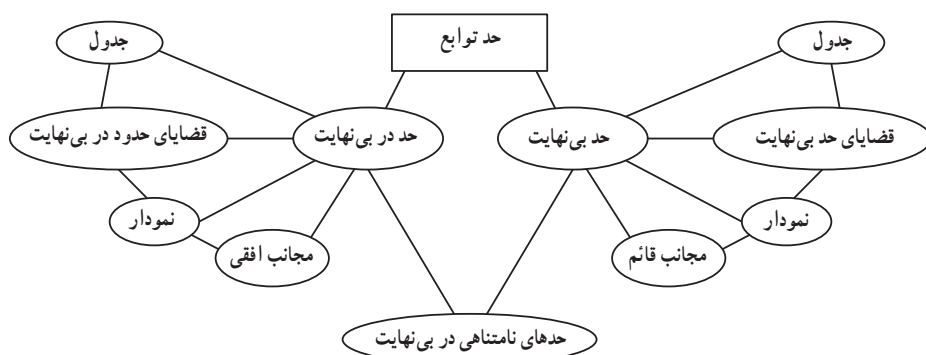 حد توابع
جدول
جدول
قضایای حد بی‌نهایت
حد بی‌نهایت
حد در بی‌نهایت
قضایای حدود در بی‌نهایت
نمودار
نمودار
مجانب قائم
مجانب افقی
حدهای نامتناهی در بی‌نهایت